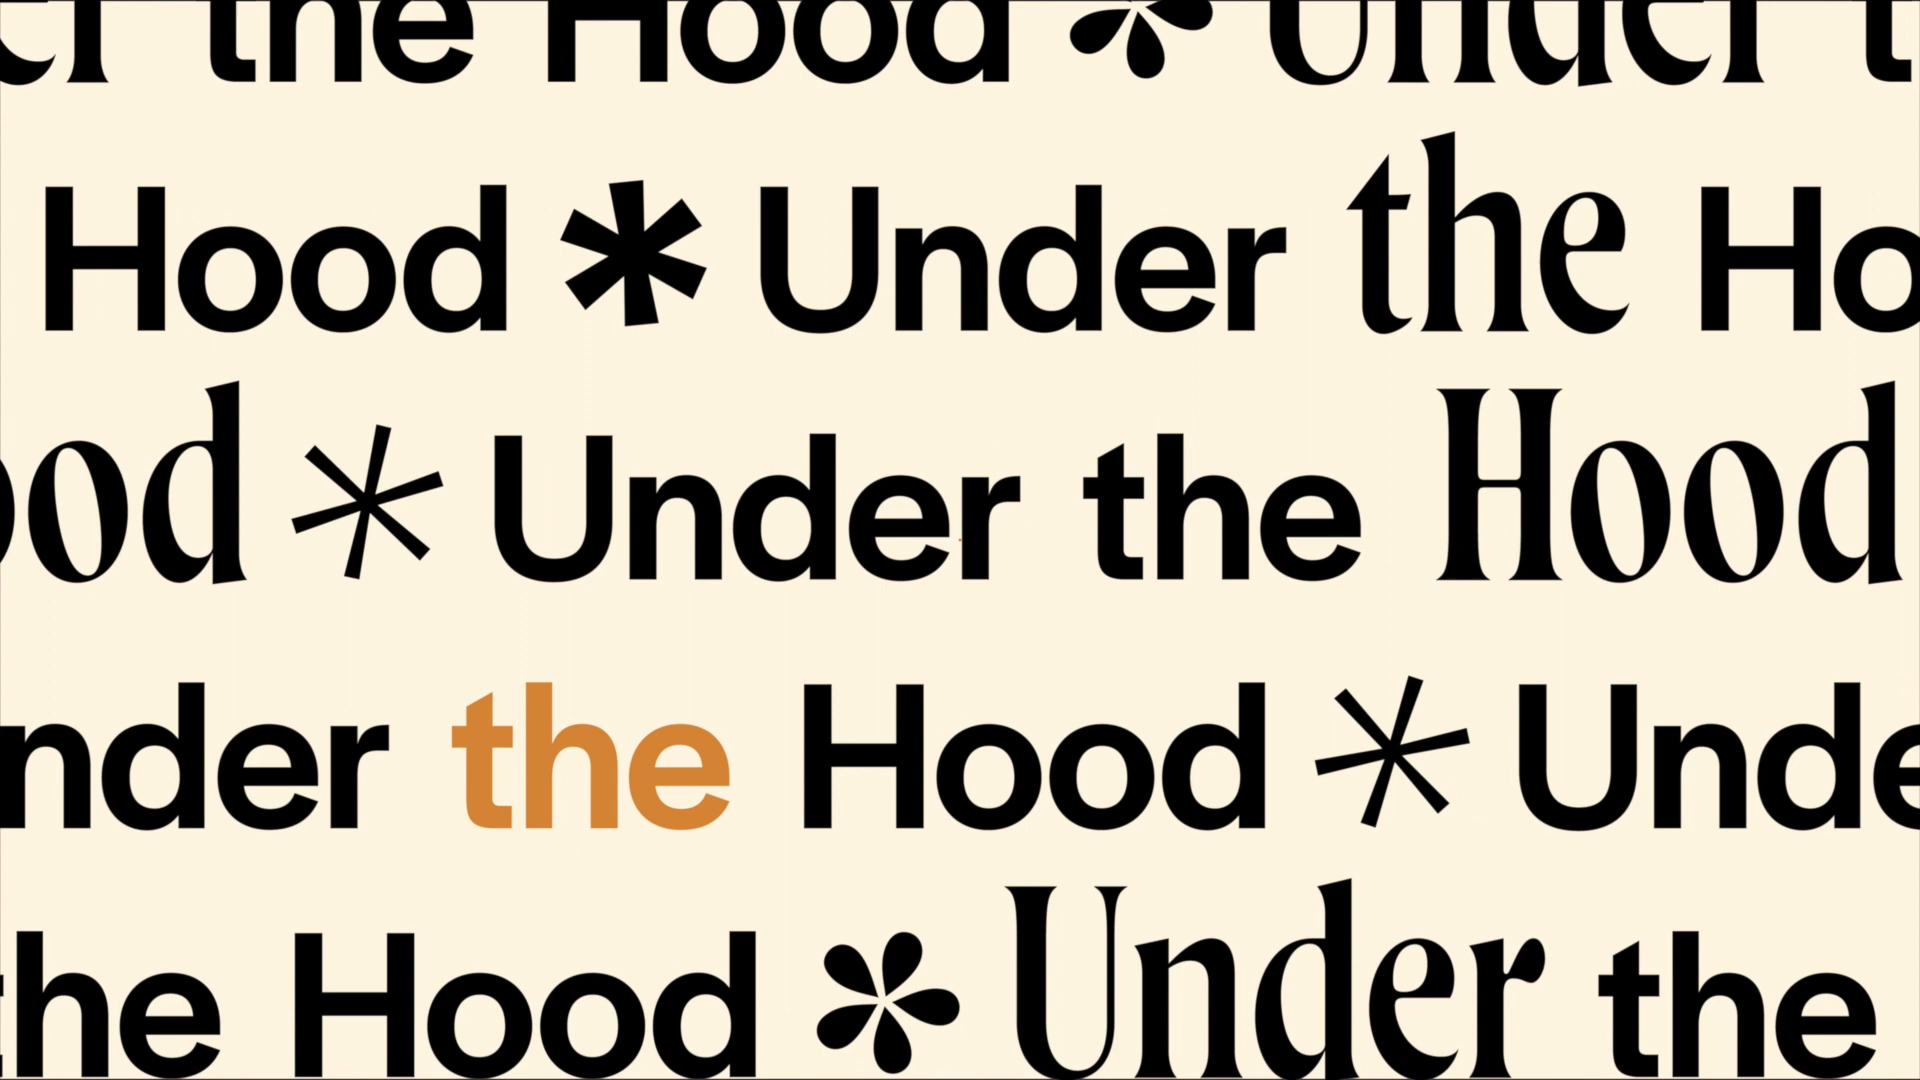 er the Hood * Under t
Hood * Under the Ho
ood * Under the Hood
nder the Hood * Unde
the Hood * Under the